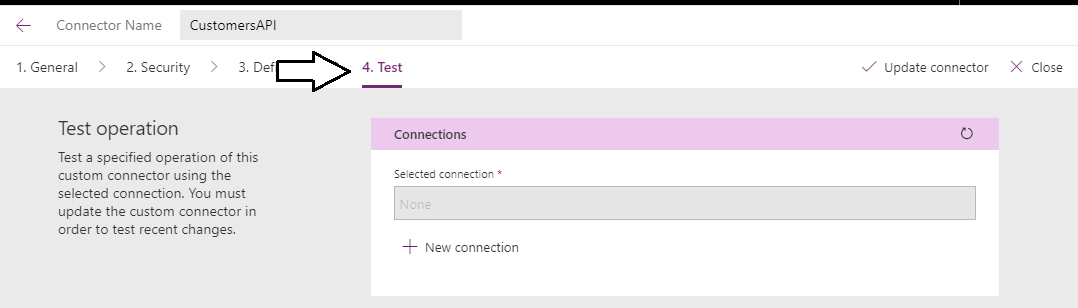 Connector Name CustomersAPI
1. General 2. Security 3. Def 4. Test Update connector Close
Test operation
Test a specified operation of this
custom connector using the
selected connection. You must
update the custom connector in
order to test recent changes.
Connections
Selected connection *
None
New connection